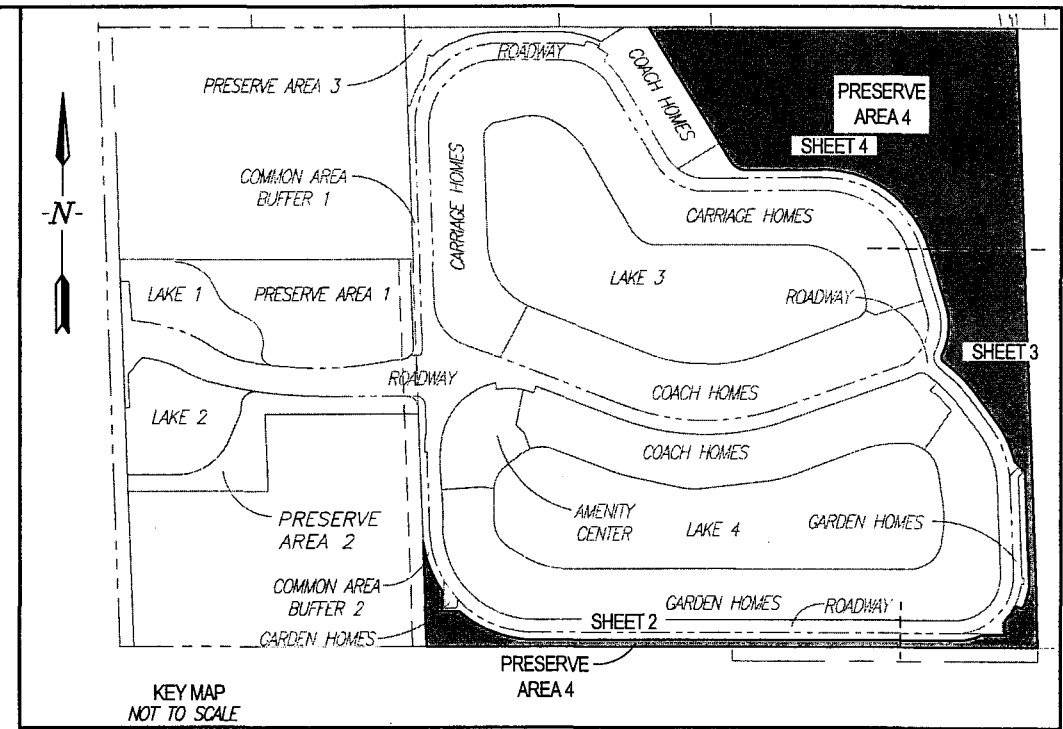 ROADWAY
COACH HOMES
PRESERVE AREA 3
PRESERVE
AREA 4
SHEET 4
COMMON AREA
BUFFER 1
CARRIAGE HOMES
CARRIAGE HOMES
-N-
LAKE 1
PRESERVE AREA 1
LAKE 3
ROADWAY
SHEET 3
ROADWAY
COACH HOMES
LAKE 2
COACH HOMES
PRESERVE
AREA 2
AMENITY
CENTER
LAKE 4
GARDEN HOMES
COMMON AREA
BUFFER 2
GARDEN HOMES
GARDEN HOMES
ROADWAY
SHEET 2
PRESERVE
AREA 4
KEY MAP
NOT TO SCALE